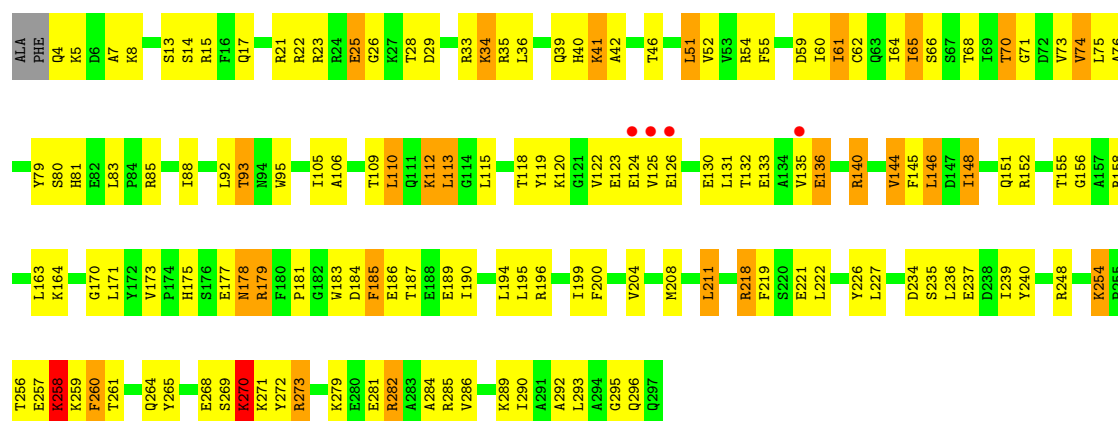 ALA PHE Q4 K5 D6 A7 K8 S13 S14 R15 F16 Q17 R21 R22 R23 R24 E25 G26 K27 T28 D29 R33 K34 R35 L36 Q39 H40 K41 A42 T46 L51 V52 V53 R54 F55 D59 I60 I61 C62 Q63 I64 I65 S66 S67 T68 I69 T70 G71 D72 V73 V74 L75 A76
Y79 S80 H81 E82 L83 P84 R85 I88 L92 T93 N94 W95 I105 A106 T109 L110 Q111 K112 L113 G114 L115 T118 Y119 K120 G121 V122 E123 E124 V125 E126 E130 L131 T132 E133 A134 V135 E136 R140 V144 F145 L146 D147 I148 Q151 R152 T155 G156 A157 R158
L163 K164 G170 L171 Y172 V173 P174 H175 S176 E177 N178 R179 F180 P181 G182 W183 D184 F185 E186 T187 E188 E189 I190 L194 L195 R196 I199 F200 V204 M208 L211 R218 F219 S220 E221 L222 Y226 L227 D234 S235 L236 E237 D238 I239 Y240 R248 K254 P255
T256 E257 K258 K259 F260 T261 Q264 Y265 E268 S269 K270 K271 Y272 R273 K279 E280 E281 R282 A283 A284 R285 V286 K289 I290 A291 A292 L293 A294 G295 Q296 Q297